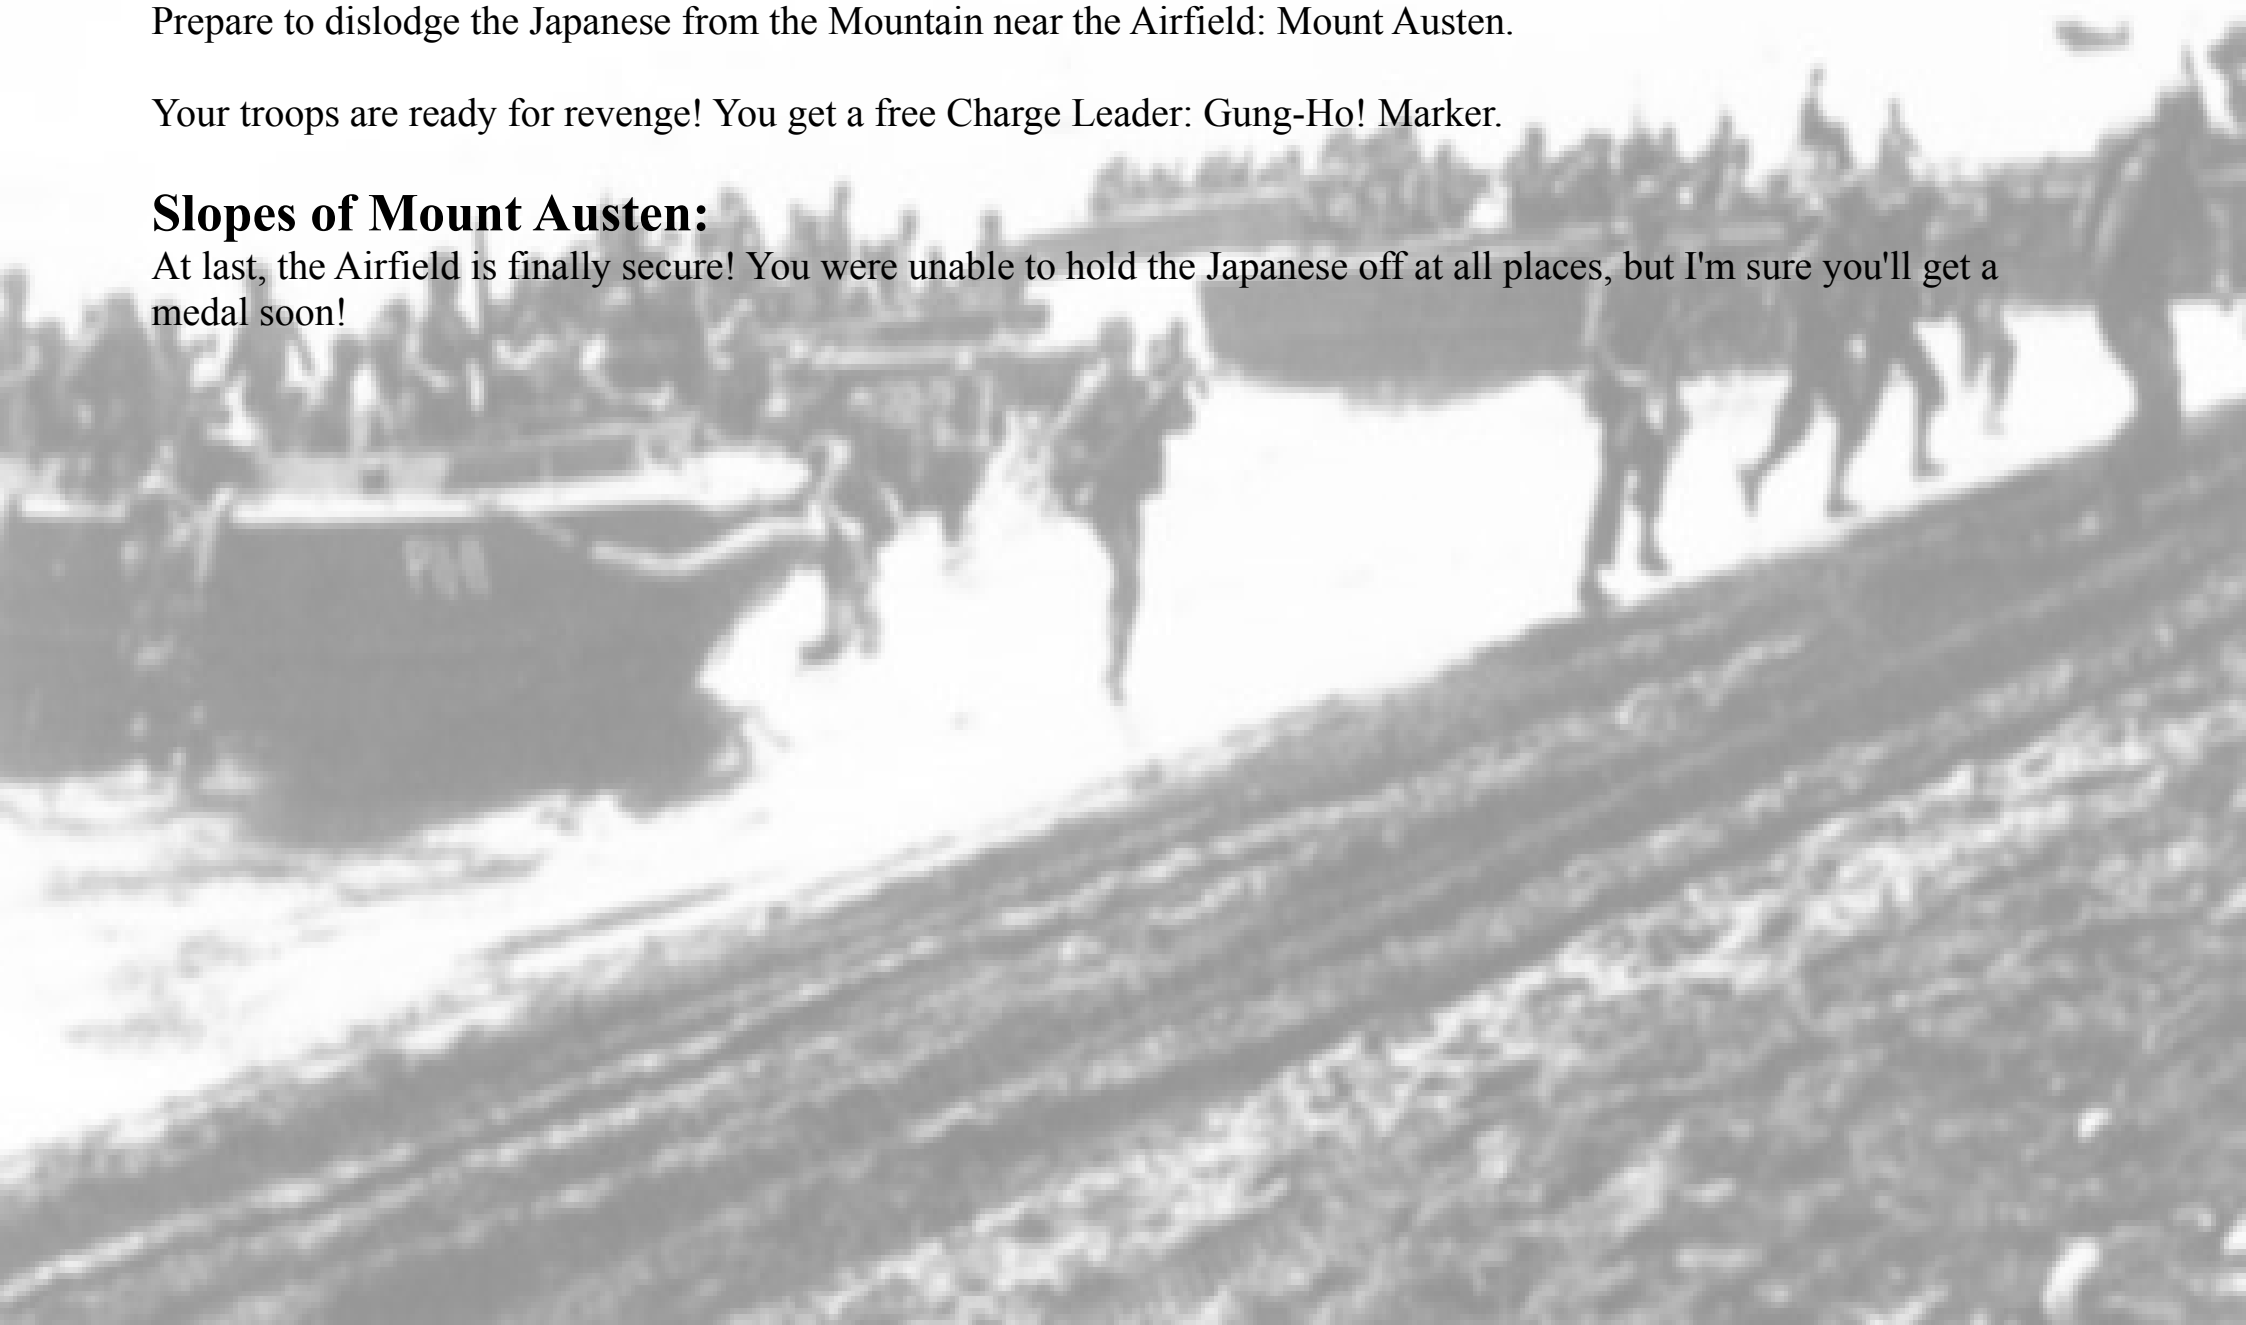 Prepare to dislodge the Japanese from the Mountain near the Airfield: Mount Austen.
Your troops are ready for revenge! You get a free Charge Leader: Gung-Ho! Marker.
Slopes of Mount Austen:
At last, the Airfield is finally secure! You were unable to hold the Japanese off at all places, but I'm sure you'll get a
medal soon!